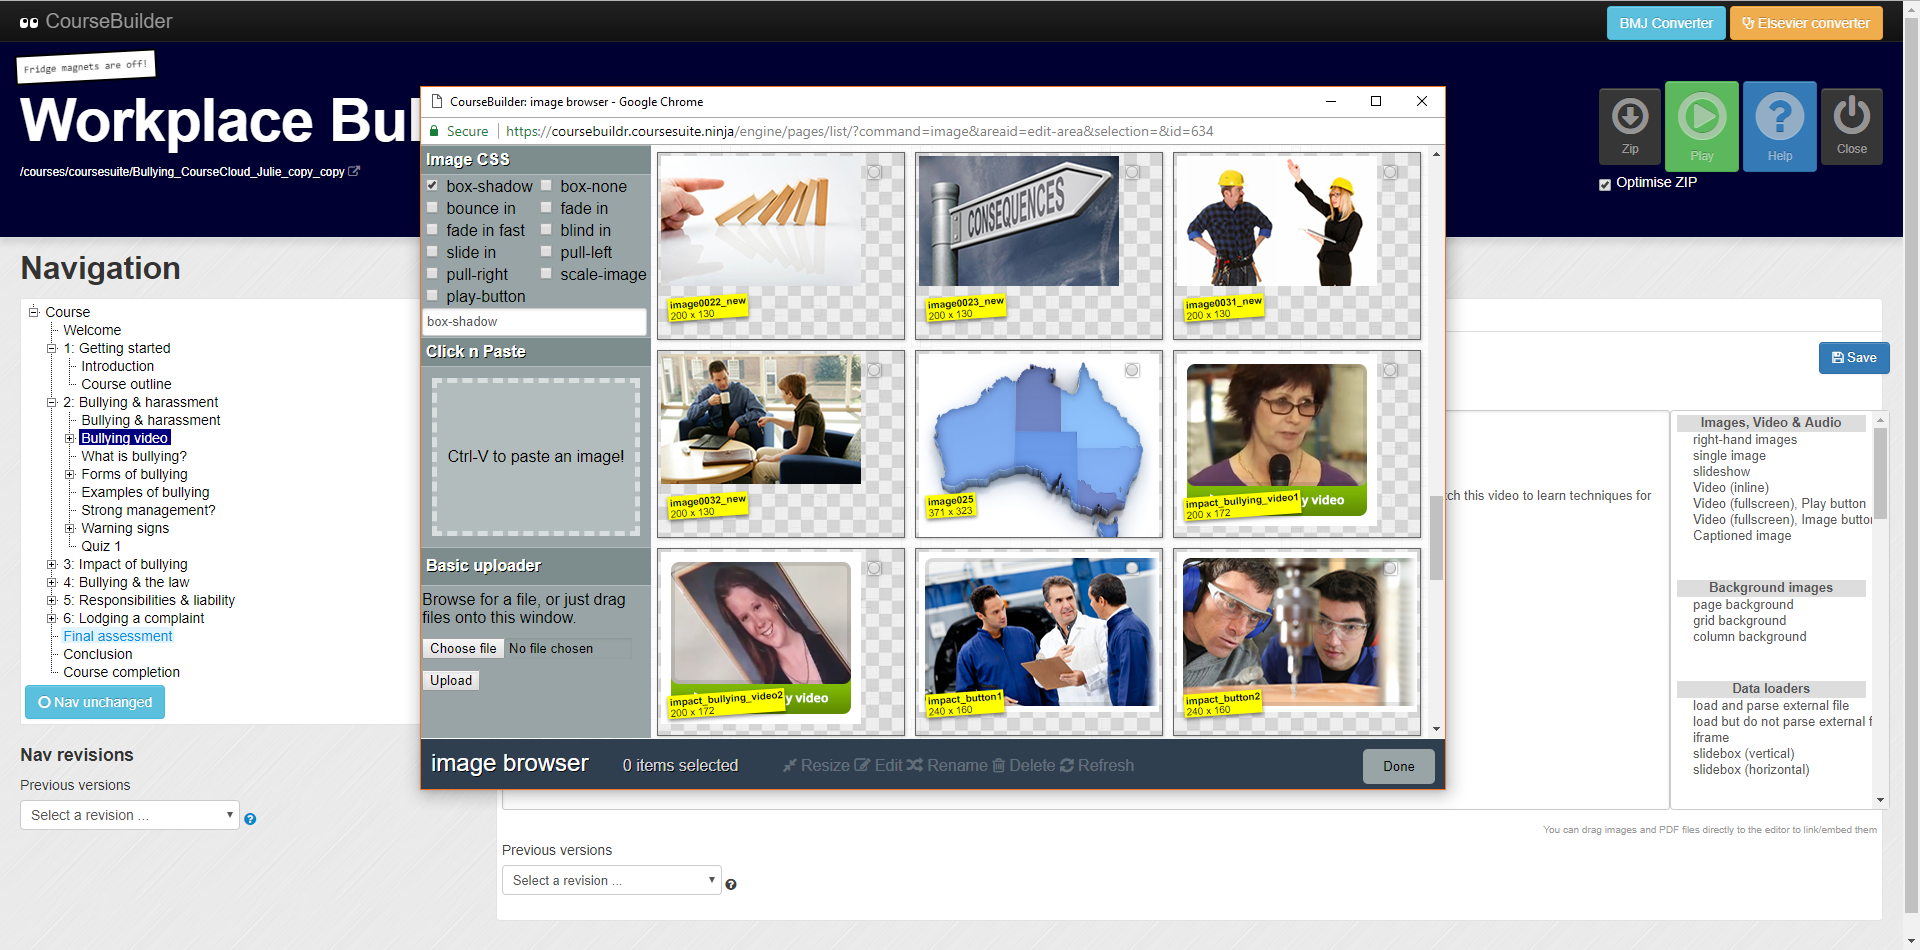 CourseBuilder
BMJ Converter
Elsevier converter
Fridge magnets are off!
Workplace Bul
/courses/coursesuite/Bullying_CourseCloud_Julie_copy_copy
Zip
Play
Help
Close
Optimise ZIP
Navigation
Course
Welcome
1: Getting started
Introduction
Course outline
2: Bullying & harassment
Bullying & harassment
Bullying video
What is bullying?
Forms of bullying
Examples of bullying
Strong management?
Warning signs
Quiz 1
3: Impact of bullying
4: Bullying & the law
5: Responsibilities & liability
6: Lodging a complaint
Final assessment
Conclusion
Course completion
Nav unchanged
Nav revisions
Previous versions
Select a revision ...
CourseBuilder: image browser - Google Chrome
Secure
https://coursebuildr.coursesuite.ninja/engine/pages/list/?command=image&areaid=edit-area&selection=&id=634
Image CSS
box-shadow box-none
bounce in fade in
fade in fast blind in
slide in pull-left
pull-right scale-image
play-button
box-shadow
Click n Paste
Ctrl-V to paste an image!
Basic uploader
Browse for a file, or just drag
files onto this window.
Choose file No file chosen
Upload
image0022_new
200 x 130
CONSEQUENCES
image0023_new
200 x 130
image0031_new
200 x 130
image0032_new
200 x 130
image025
371 x 323
impact_bullying_video1
200 x 172
y video
impact_bullying_video2
200 x 172
y video
impact_button1
240 x 160
impact_button2
240 x 160
image browser
0 items selected
Resize Edit Rename Delete Refresh
Done
Save
tch this video to learn techniques for
Images, Video & Audio
right-hand images
single image
slideshow
Video (inline)
Video (fullscreen), Play button
Video (fullscreen), Image button
Captioned image
Background images
page background
grid background
column background
Data loaders
load and parse external file
load but do not parse external f
iframe
slidebox (vertical)
slidebox (horizontal)
You can drag images and PDF files directly to the editor to link/embed them
Previous versions
Select a revision ...